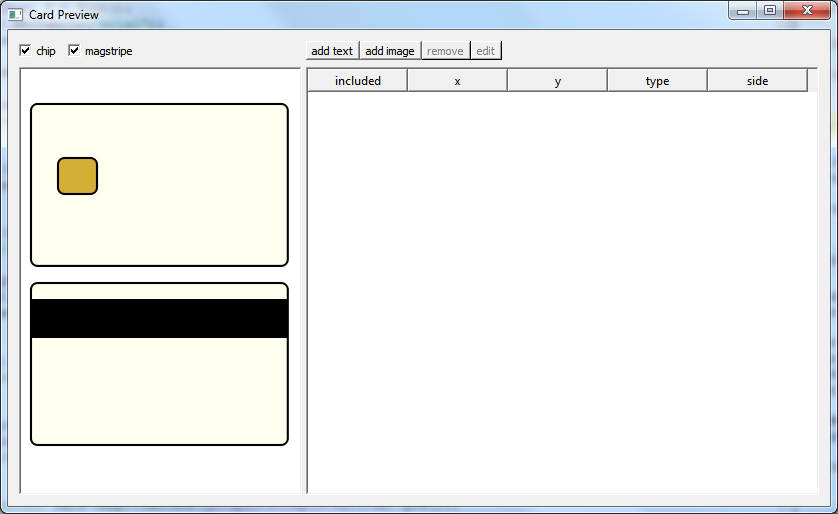 Card Preview
chip magstripe add text add image remove edit
included x y type side